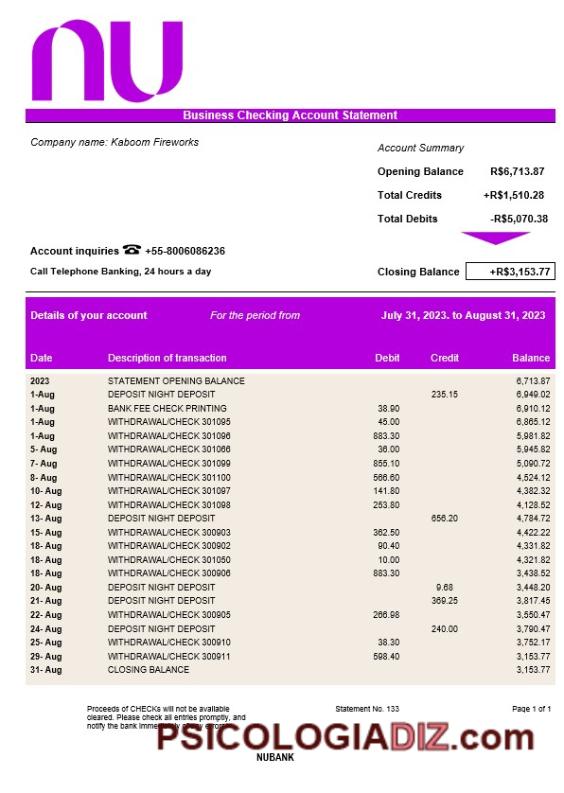 nu
Business Checking Account Statement
Company name: Kaboom Fireworks
Account Summary
Opening Balance R$6,713.87
Total Credits +R$1,510.28
Total Debits -R$5,070.38
Account inquiries ☎ +55-8006086236
Call Telephone Banking, 24 hours a day
Closing Balance +R$3,153.77
Details of your account For the period from July 31, 2023. to August 31, 2023
Date Description of transaction Debit Credit Balance
2023 STATEMENT OPENING BALANCE 6,713.87
1-Aug DEPOSIT NIGHT DEPOSIT 235.15 6,949.02
1-Aug BANK FEE CHECK PRINTING 38.90 6,910.12
1-Aug WITHDRAWAL/CHECK 301095 45.00 6,865.12
1-Aug WITHDRAWAL/CHECK 301096 883.30 5,981.82
5- Aug WITHDRAWAL/CHECK 301066 36.00 5,945.82
7- Aug WITHDRAWAL/CHECK 301099 855.10 5,090.72
8- Aug WITHDRAWAL/CHECK 301100 566.60 4,524.12
10- Aug WITHDRAWAL/CHECK 301097 141.80 4,382.32
12- Aug WITHDRAWAL/CHECK 301098 253.80 4,128.52
13- Aug DEPOSIT NIGHT DEPOSIT 656.20 4,784.72
15- Aug WITHDRAWAL/CHECK 300903 362.50 4,422.22
18- Aug WITHDRAWAL/CHECK 300902 90.40 4,331.82
18- Aug WITHDRAWAL/CHECK 301050 10.00 4,321.82
18- Aug WITHDRAWAL/CHECK 300906 883.30 3,438.52
20- Aug DEPOSIT NIGHT DEPOSIT 9.68 3,448.20
21- Aug DEPOSIT NIGHT DEPOSIT 369.25 3,817.45
22- Aug WITHDRAWAL/CHECK 300905 266.98 3,550.47
24- Aug DEPOSIT NIGHT DEPOSIT 240.00 3,790.47
25- Aug WITHDRAWAL/CHECK 300910 38.30 3,752.17
29- Aug WITHDRAWAL/CHECK 300911 598.40 3,153.77
31- Aug CLOSING BALANCE 3,153.77
Proceeds of CHECKs will not be available Statement No. 133 Page 1 of 1
cleared. Please check all entries promptly, and
notify the bank
PSICOLOGIADIZ.com
NUBANK